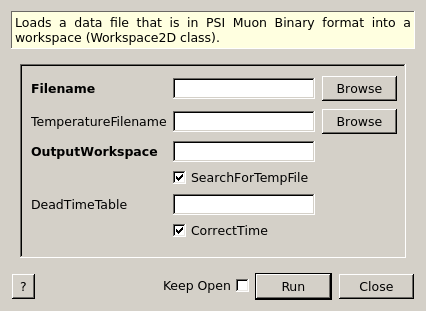 Loads a data file that is in PSI Muon Binary format into a
workspace (Workspace2D class).
Filename Browse
TemperatureFilename Browse
OutputWorkspace
SearchForTempFile
DeadTimeTable
CorrectTime
? Keep Open Run Close